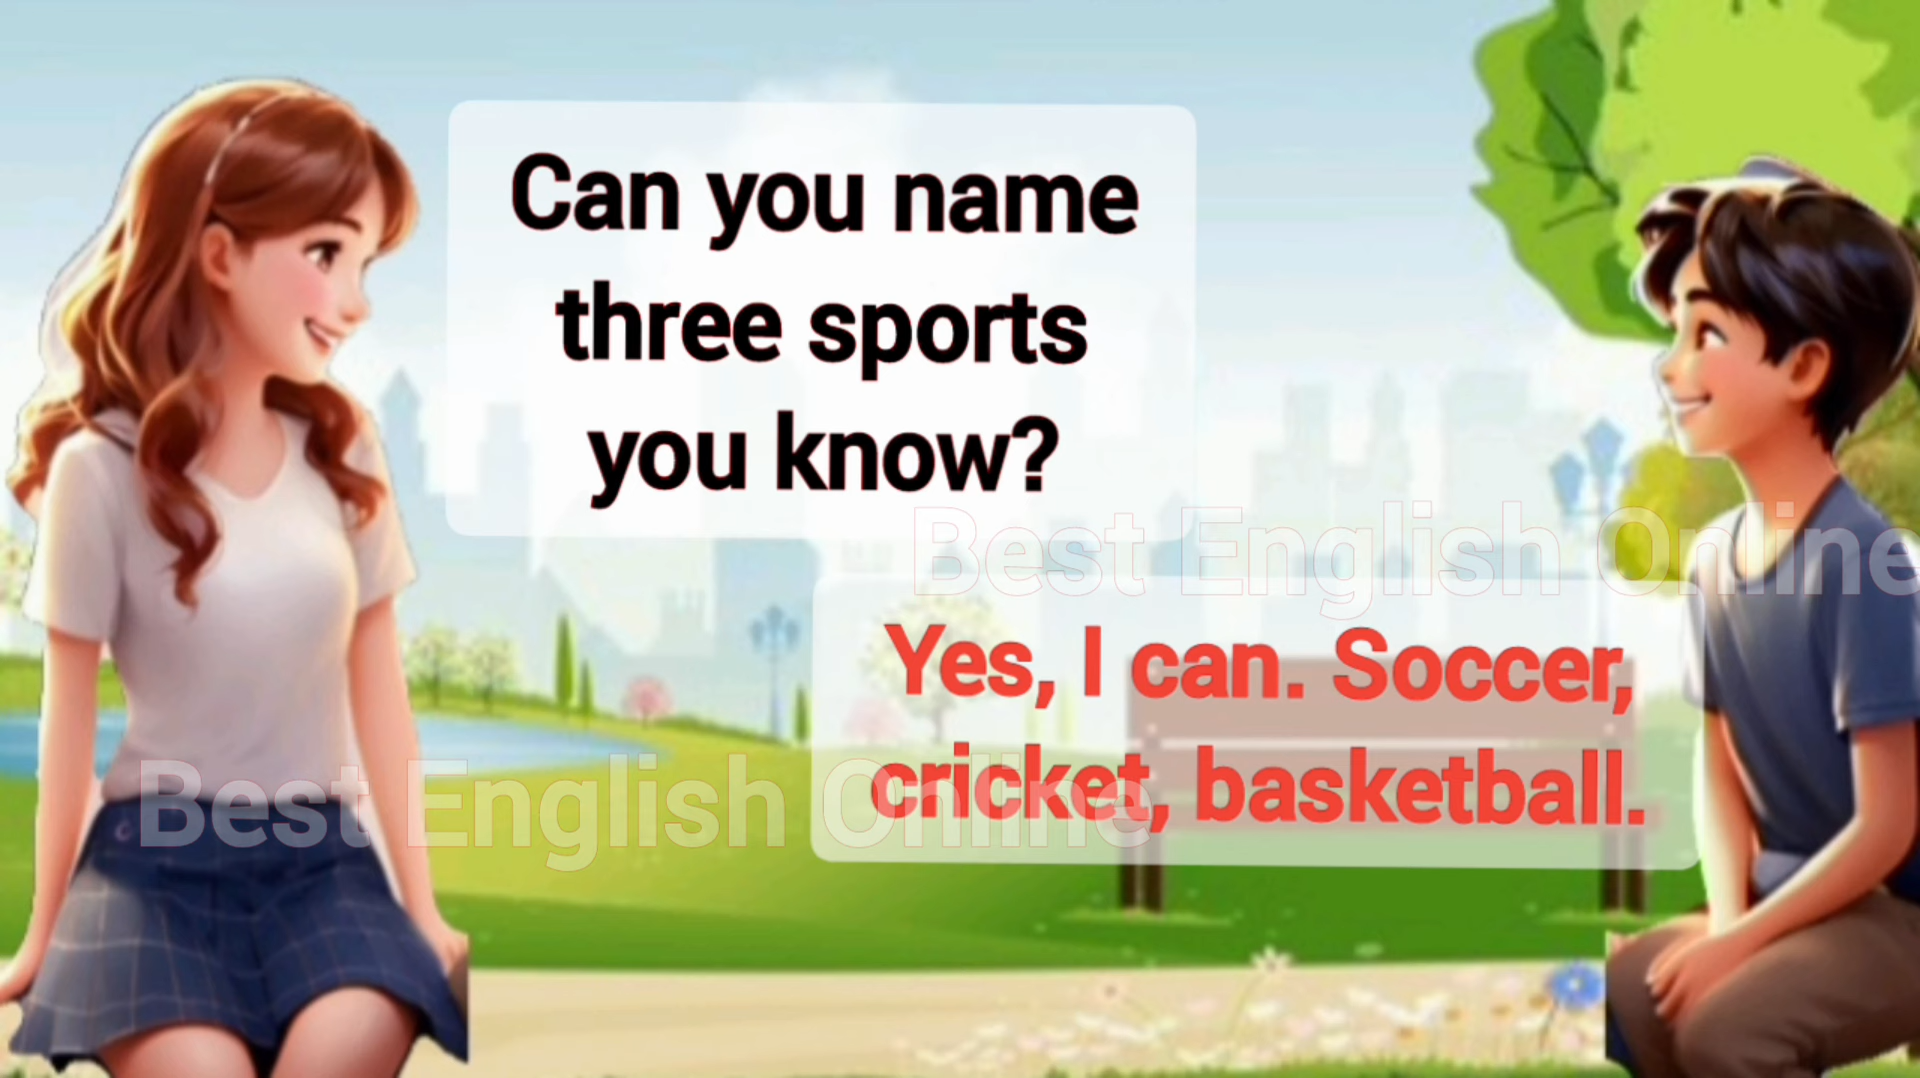 Can you name
three sports
you know?
Best English Online
Yes, I can. Soccer,
cricket, basketball.
Best English Online